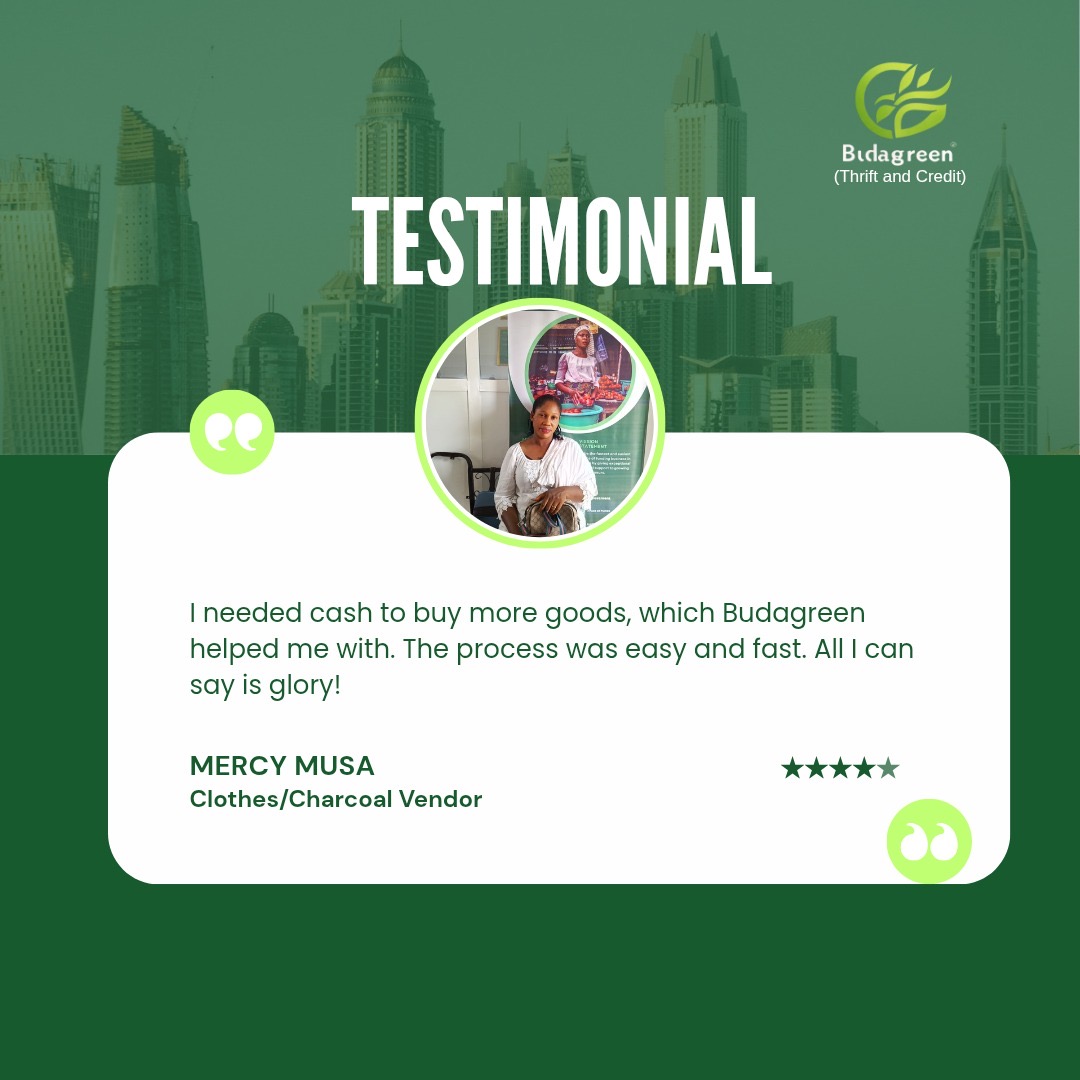 Budagreen
(Thrift and Credit)
TESTIMONIAL
I needed cash to buy more goods, which Budagreen
helped me with. The process was easy and fast. All I can
say is glory!
MERCY MUSA
Clothes/Charcoal Vendor